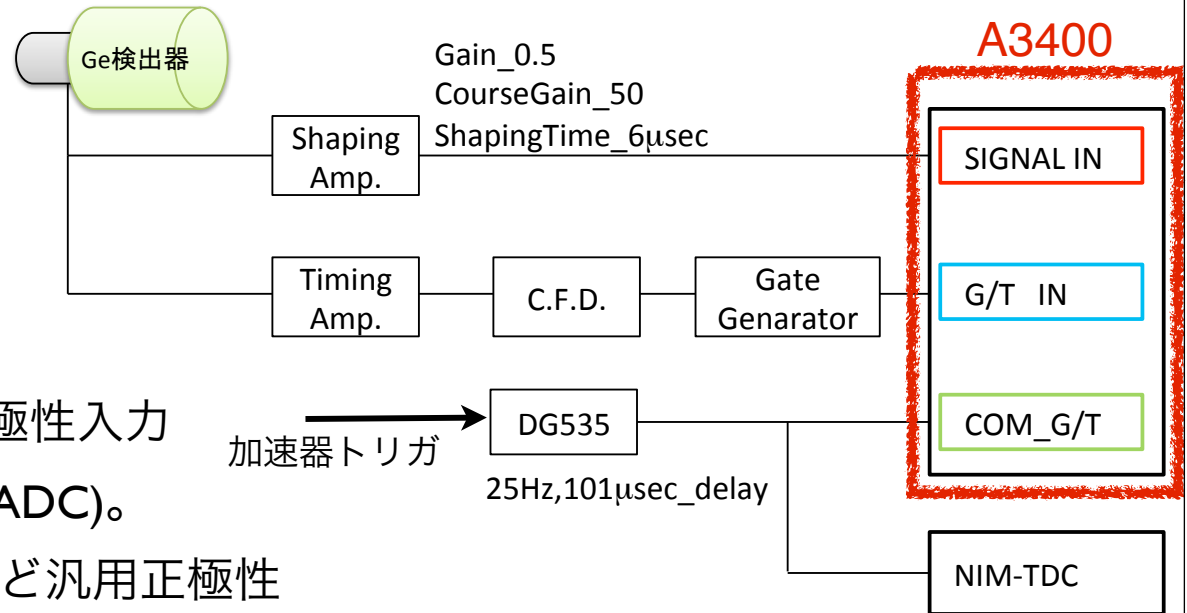 A3400
Ge検出器
Gain_0.5
CourseGain_50
ShapingTime_6μsec
Shaping
Amp.
SIGNAL IN
Timing
Amp.
C.F.D.
Gate
Genarator
G/T IN
極性入力
加速器トリガ
DG535
COM_G/T
25Hz,101μsec_delay
ADC)。
ど汎用正極性
NIM-TDC